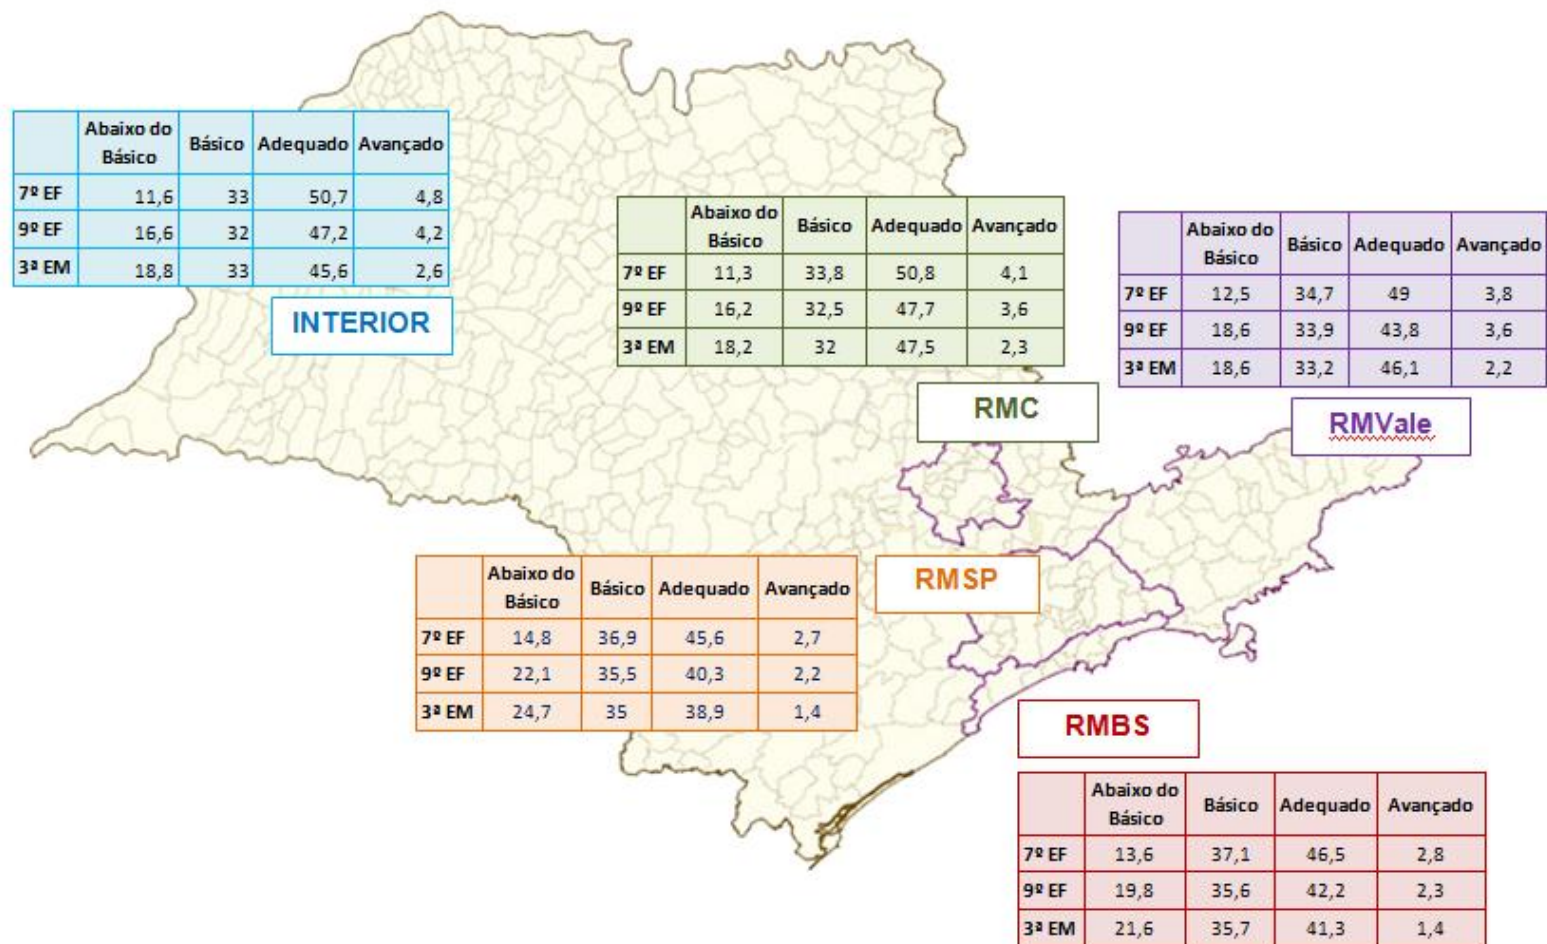 Abaixo do Básico Básico Adequado Avançado
7º EF 11,6 33 50,7 4,8
9º EF 16,6 32 47,2 4,2
3ª EM 18,8 33 45,6 2,6
INTERIOR
Abaixo do Básico Básico Adequado Avançado
7º EF 11,3 33,8 50,8 4,1
9º EF 16,2 32,5 47,7 3,6
3ª EM 18,2 32 47,5 2,3
RMC
Abaixo do Básico Básico Adequado Avançado
7º EF 12,5 34,7 49 3,8
9º EF 18,6 33,9 43,8 3,6
3ª EM 18,6 33,2 46,1 2,2
RMVale
Abaixo do Básico Básico Adequado Avançado
7º EF 14,8 36,9 45,6 2,7
9º EF 22,1 35,5 40,3 2,2
3ª EM 24,7 35 38,9 1,4
RMSP
RMBS
Abaixo do Básico Básico Adequado Avançado
7º EF 13,6 37,1 46,5 2,8
9º EF 19,8 35,6 42,2 2,3
3ª EM 21,6 35,7 41,3 1,4